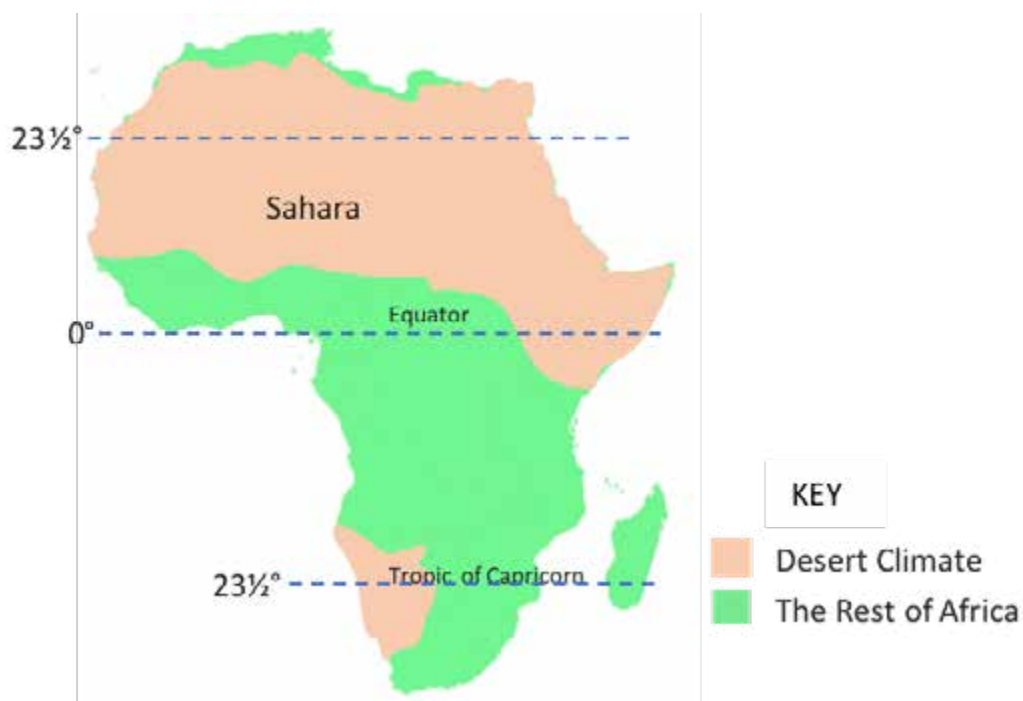 23½°
Sahara
Equator
0°
Tropic of Capricorn
23½°
KEY
Desert Climate
The Rest of Africa